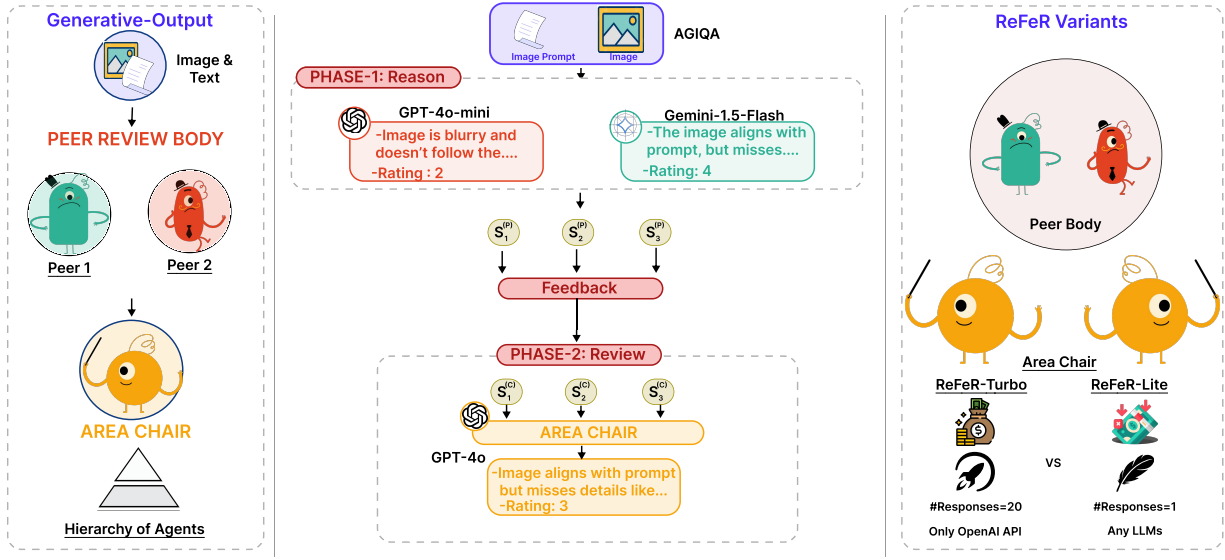 Generative-Output
Image &
Text
PEER REVIEW BODY
Peer 1
Peer 2
AREA CHAIR
Hierarchy of Agents
Image Prompt
Image
AGIQA
PHASE-1: Reason
GPT-4o-mini
-Image is blurry and
doesn't follow the....
-Rating : 2
Gemini-1.5-Flash
-The image aligns with
prompt, but misses....
-Rating: 4
S1(P)
S2(P)
S3(P)
Feedback
PHASE-2: Review
S1(C)
S2(C)
S3(C)
AREA CHAIR
GPT-4o
-Image aligns with prompt
but misses details like...
-Rating: 3
ReFeR Variants
Peer Body
Area Chair
ReFeR-Turbo
ReFeR-Lite
$
vs
#Responses=20
#Responses=1
Only OpenAI API
Any LLMs